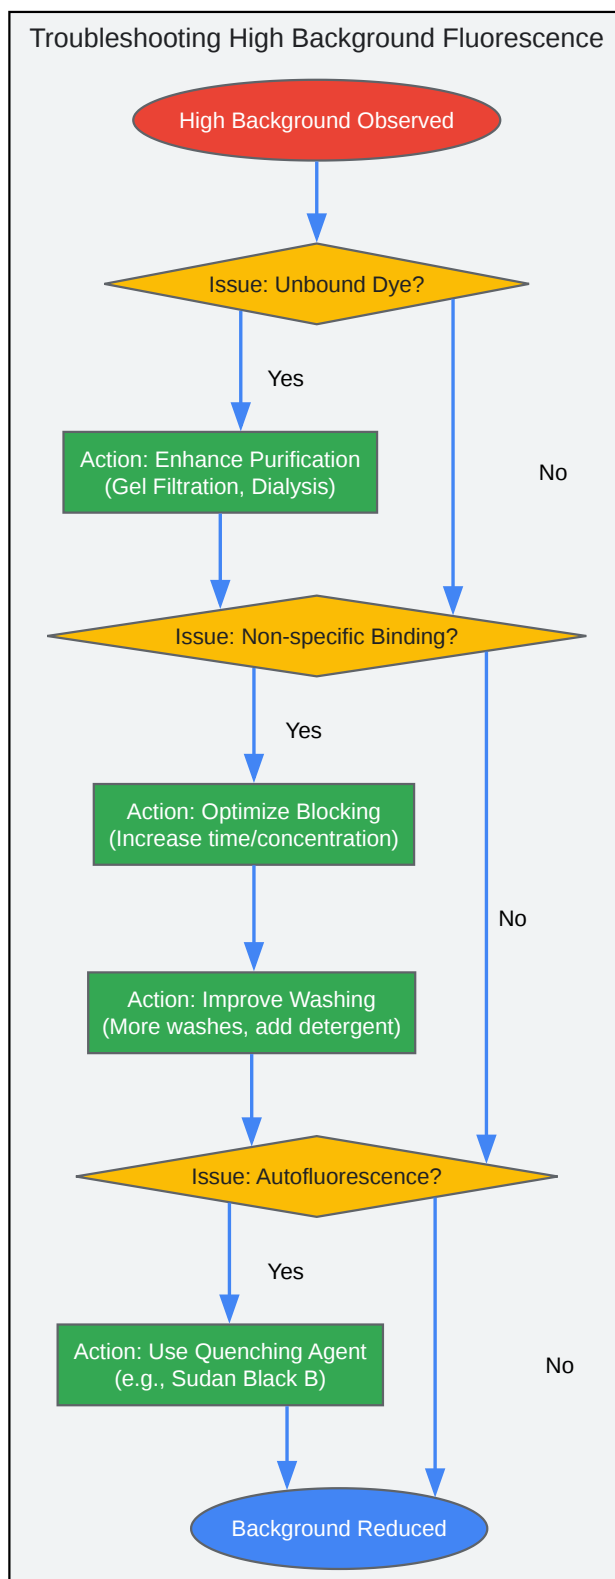 Troubleshooting High Background Fluorescence
High Background Observed
Issue: Unbound Dye?
Yes
Action: Enhance Purification
(Gel Filtration, Dialysis)
No
Issue: Non-specific Binding?
Yes
Action: Optimize Blocking
(Increase time/concentration)
No
Action: Improve Washing
(More washes, add detergent)
Issue: Autofluorescence?
Yes
Action: Use Quenching Agent
(e.g., Sudan Black B)
No
Background Reduced